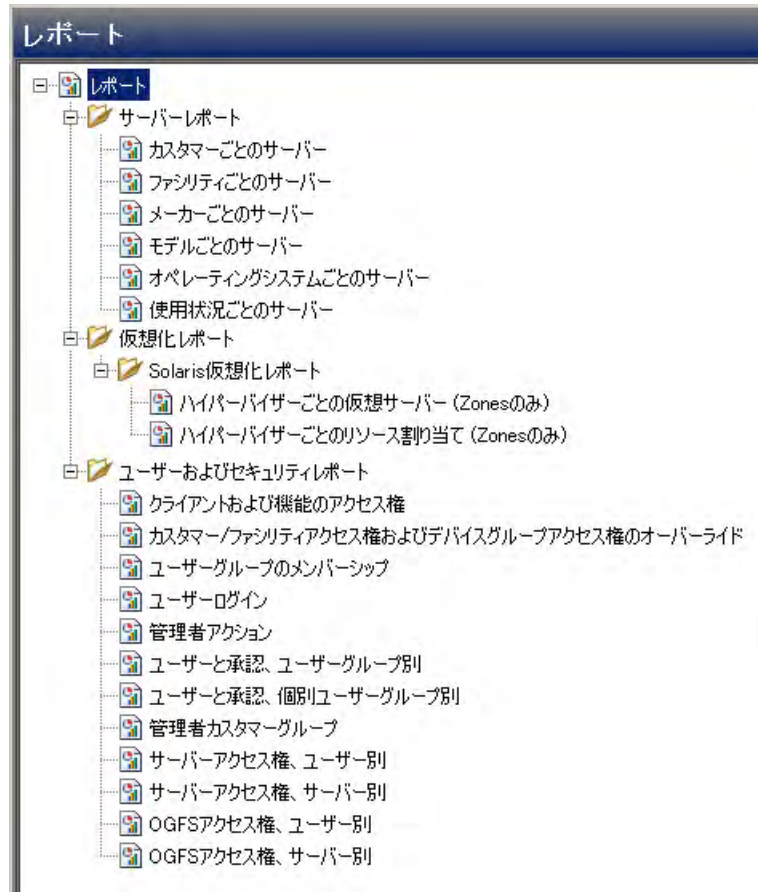 レポート
レポート
サーバーレポート
カスタマーごとのサーバー
ファシリティごとのサーバー
メーカーごとのサーバー
モデルごとのサーバー
オペレーティングシステムごとのサーバー
使用状況ごとのサーバー
仮想化レポート
Solaris仮想化レポート
ハイパーバイザーごとの仮想サーバー (Zonesのみ)
ハイパーバイザーごとのリソース割り当て (Zonesのみ)
ユーザーおよびセキュリティレポート
クライアントおよび機能のアクセス権
カスタマー/ファシリティアクセス権およびデバイスグループアクセス権のオーバーライド
ユーザーグループのメンバーシップ
ユーザーログイン
管理者アクション
ユーザーと承認、ユーザーグループ別
ユーザーと承認、個別ユーザーグループ別
管理者カスタマーグループ
サーバーアクセス権、ユーザー別
サーバーアクセス権、サーバー別
OGFSアクセス権、ユーザー別
OGFSアクセス権、サーバー別